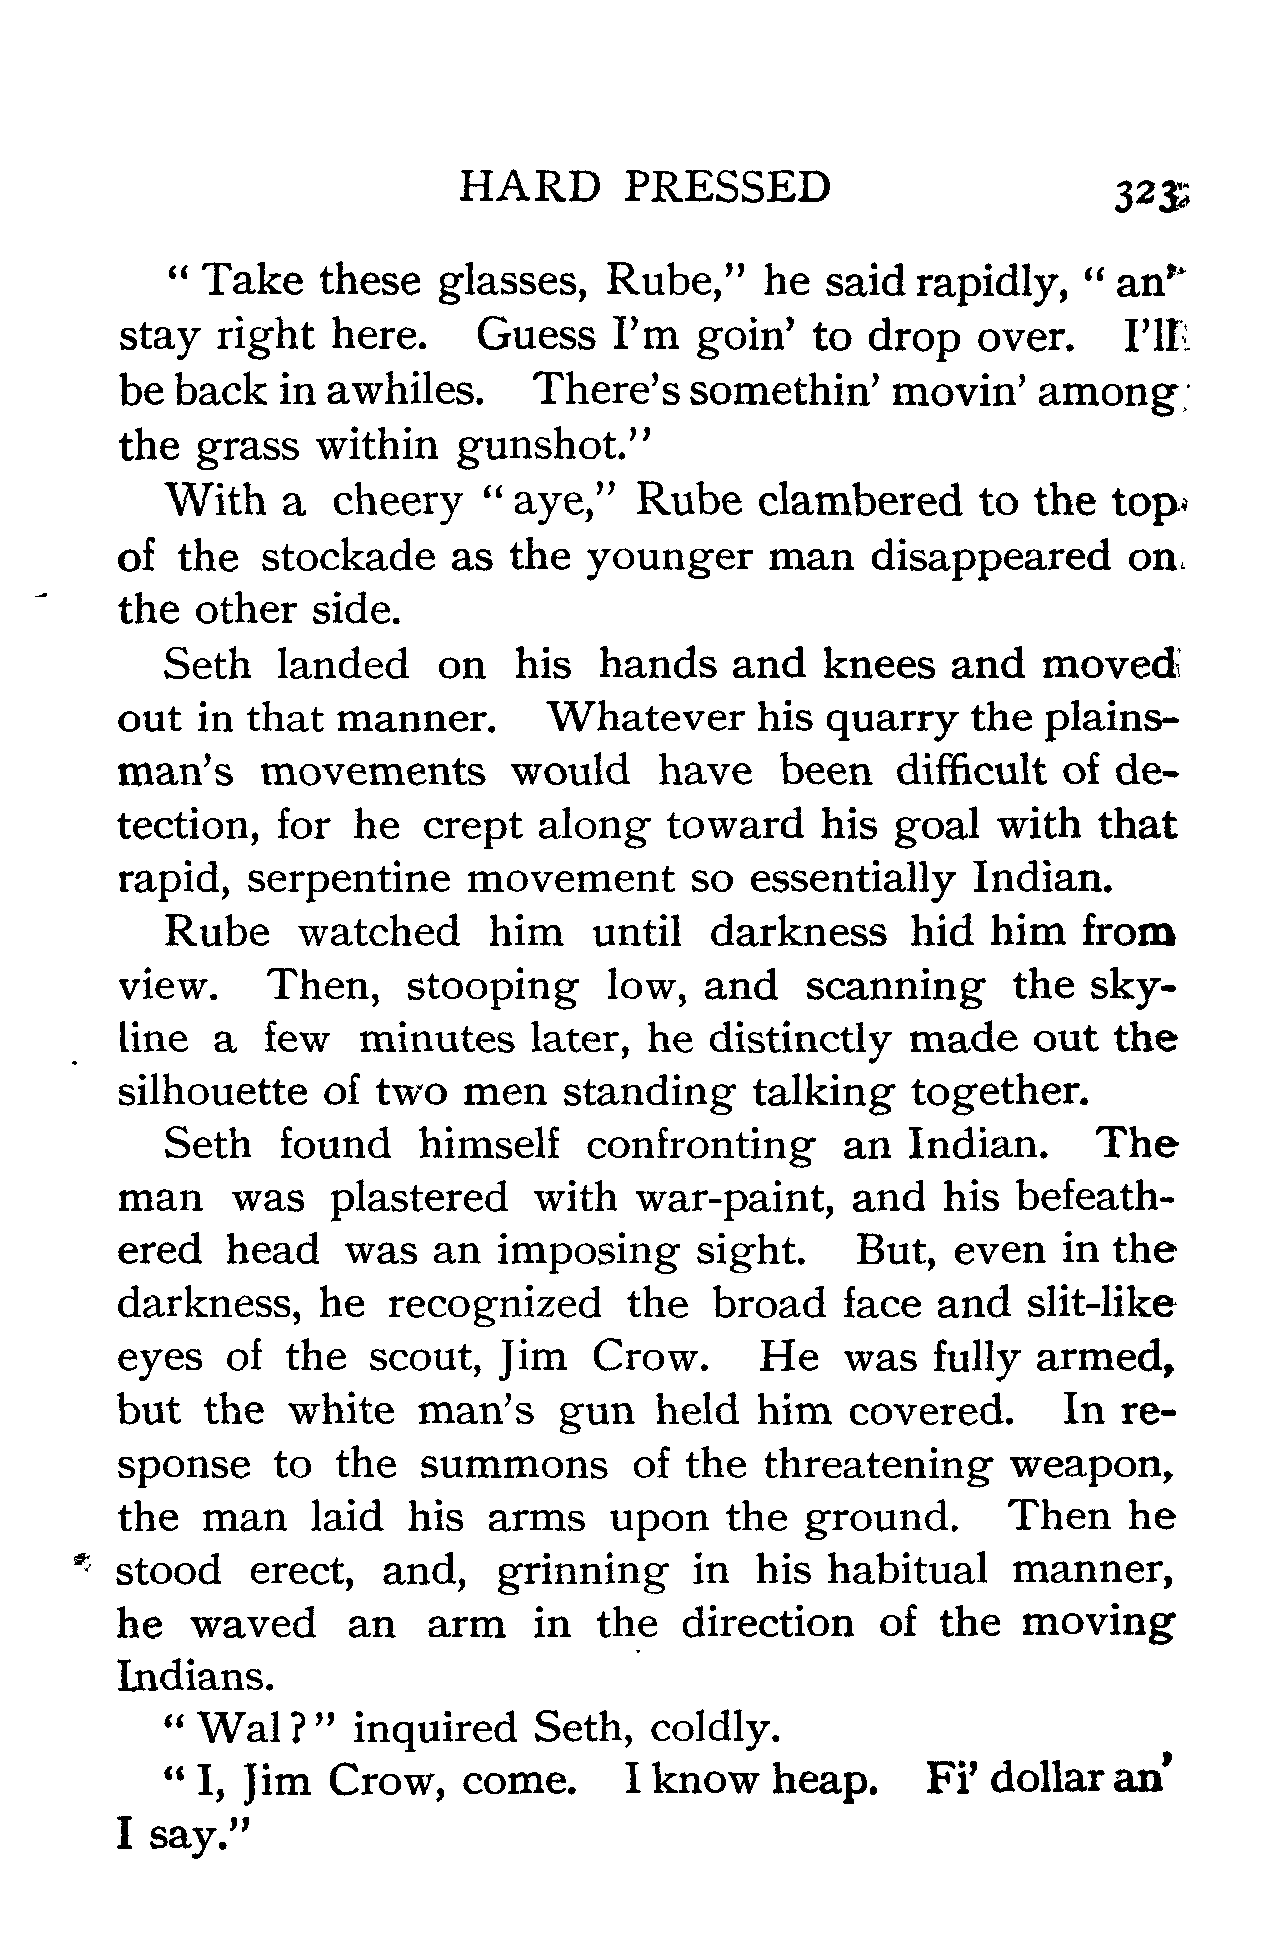 HARD PRESSED 323
" Take these glasses, Rube," he said rapidly, " an'
stay right here. Guess I'm goin' to drop over. I'll
be back in awhiles. There's somethin' movin' among
the grass within gunshot."
With a cheery " aye," Rube clambered to the top
of the stockade as the younger man disappeared on
the other side.
Seth landed on his hands and knees and moved
out in that manner. Whatever his quarry the plains-
man's movements would have been difficult of de-
tection, for he crept along toward his goal with that
rapid, serpentine movement so essentially Indian.
Rube watched him until darkness hid him from
view. Then, stooping low, and scanning the sky-
line a few minutes later, he distinctly made out the
silhouette of two men standing talking together.
Seth found himself confronting an Indian. The
man was plastered with war-paint, and his befeath-
ered head was an imposing sight. But, even in the
darkness, he recognized the broad face and slit-like
eyes of the scout, Jim Crow. He was fully armed,
but the white man's gun held him covered. In re-
sponse to the summons of the threatening weapon,
the man laid his arms upon the ground. Then he
stood erect, and, grinning in his habitual manner,
he waved an arm in the direction of the moving
Indians.
" Wal ? " inquired Seth, coldly.
" I, Jim Crow, come. I know heap. Fi' dollar an'
I say."